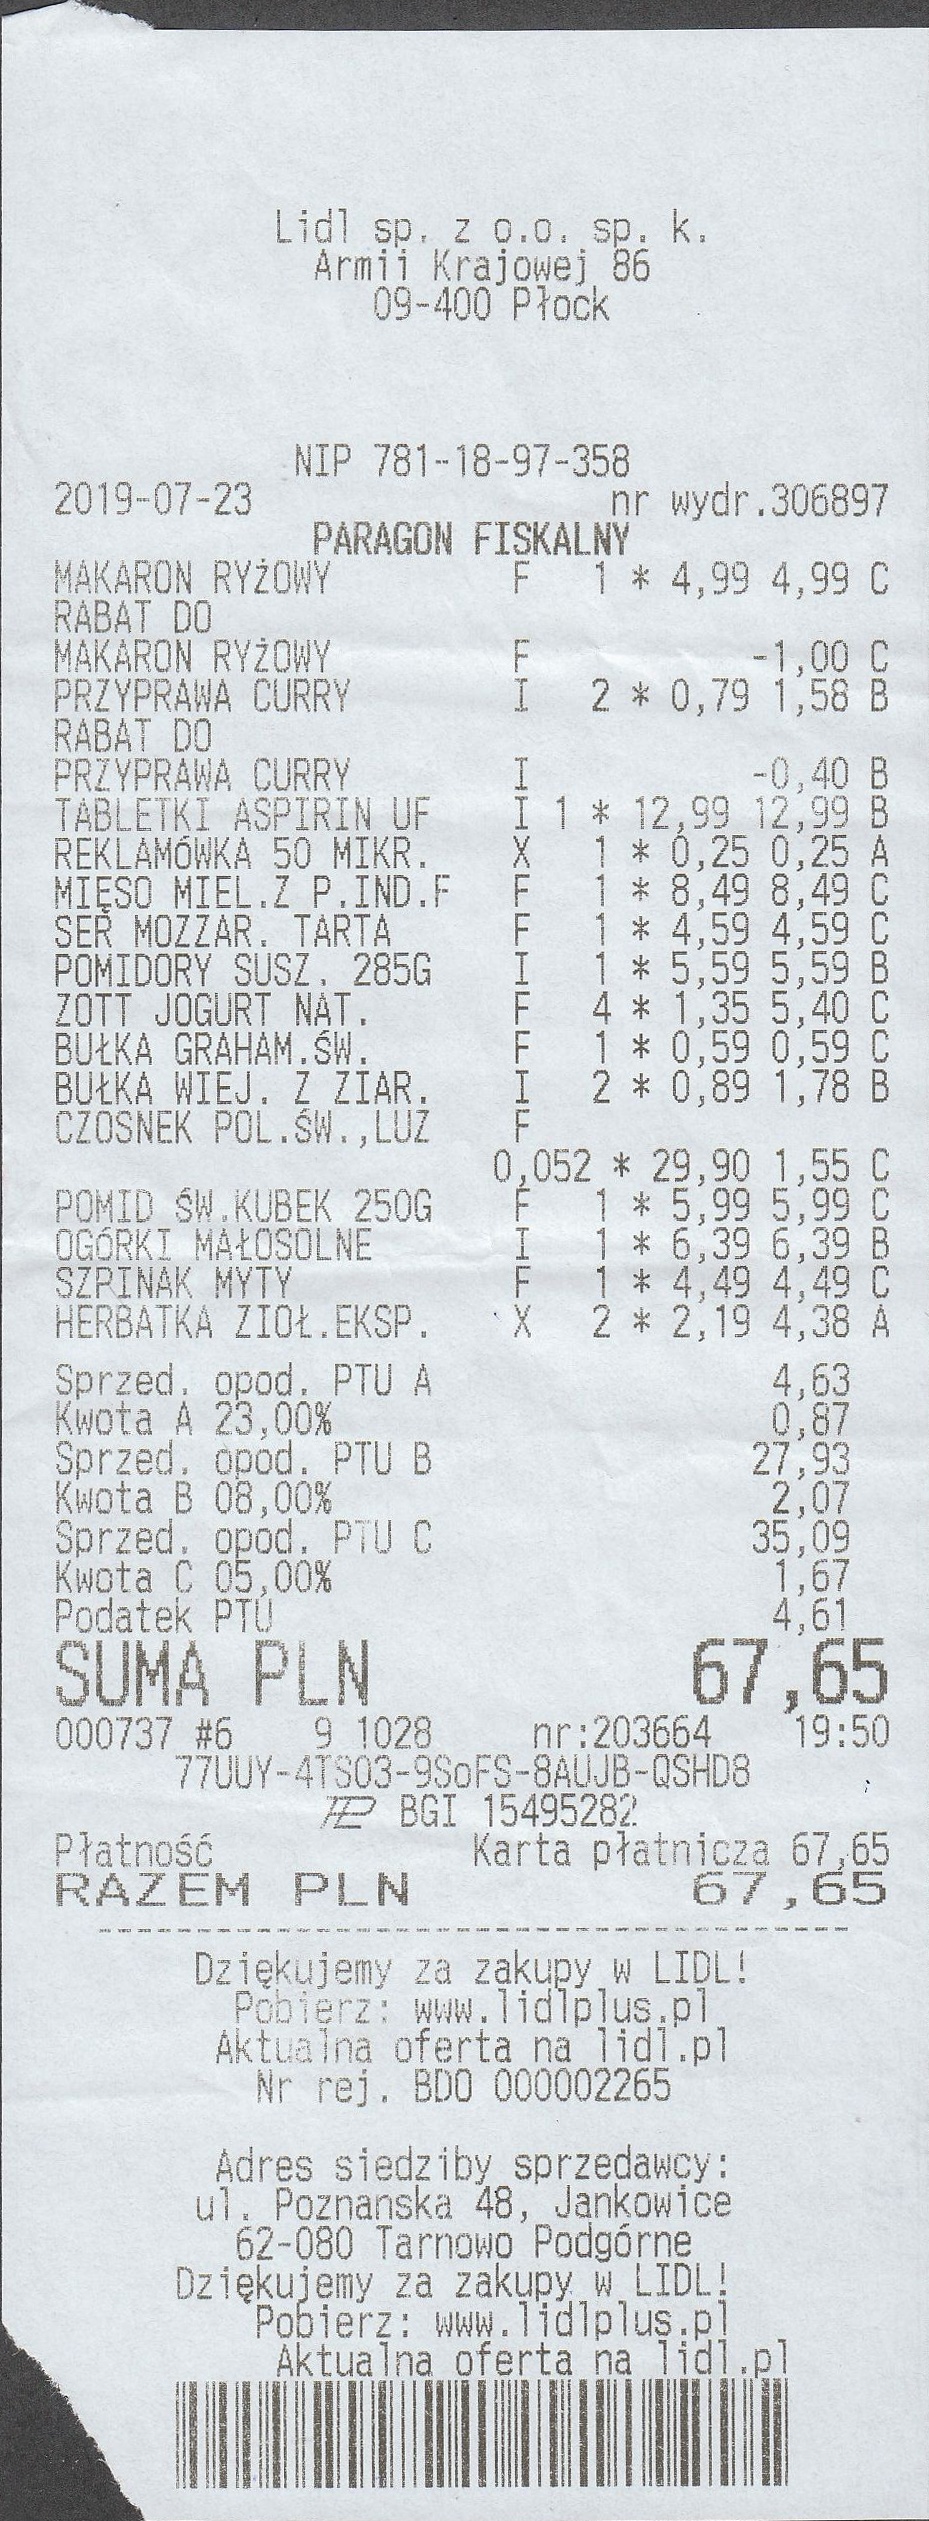 Lidl sp. z o.o. sp. k.
Armii Krajowej 86
09-400 Płock
NIP 781-18-97-358
2019-07-23 nr wydr.306897
PARAGON FISKALNY
MAKARON RYŻOWY F 1 * 4,99 4,99 C
RABAT DO
MAKARON RYŻOWY F -1,00 C
PRZYPRAWA CURRY I 2 * 0,79 1,58 B
RABAT DO
PRZYPRAWA CURRY I -0,40 B
TABLETKI ASPIRIN UF I 1 * 12,99 12,99 B
REKLAMÓWKA 50 MIKR. X 1 * 0,25 0,25 A
MIĘSO MIEL.Z P.IND.F F 1 * 8,49 8,49 C
SER MOZZAR. TARTA F 1 * 4,59 4,59 C
POMIDORY SUSZ. 285G I 1 * 5,59 5,59 B
ZOTT JOGURT NAT. F 4 * 1,35 5,40 C
BUŁKA GRAHAM.ŚW. F 1 * 0,59 0,59 C
BUŁKA WIEJ. Z ZIAR. I 2 * 0,89 1,78 B
CZOSNEK POL.ŚW.,LUZ F
0,052 * 29,90 1,55 C
POMID ŚW.KUBEK 250G F 1 * 5,99 5,99 C
OGÓRKI MAŁOSOLNE I 1 * 6,39 6,39 B
SZPINAK MYTY F 1 * 4,49 4,49 C
HERBATKA ZIOŁ.EKSP. X 2 * 2,19 4,38 A
Sprzed. opod. PTU A 4,63
Kwota A 23,00% 0,87
Sprzed. opod. PTU B 27,93
Kwota B 08,00% 2,07
Sprzed. opod. PTU C 35,09
Kwota C 05,00% 1,67
Podatek PTU 4,61
SUMA PLN 67,65
000737 #6 9 1028 nr:203664 19:50
77UUY-4TSO3-9SoFS-8AUJB-QSHD8
BGI 15495282
Płatność Karta płatnicza 67,65
RAZEM PLN 67,65
Dziękujemy za zakupy w LIDL!
Pobierz: www.lidlplus.pl
Aktualna oferta na lidl.pl
Nr rej. BDO 000002265
Adres siedziby sprzedawcy:
ul. Poznanska 48, Jankowice
62-080 Tarnowo Podgórne
Dziękujemy za zakupy w LIDL!
Pobierz: www.lidlplus.pl
Aktualna oferta na lidl.pl